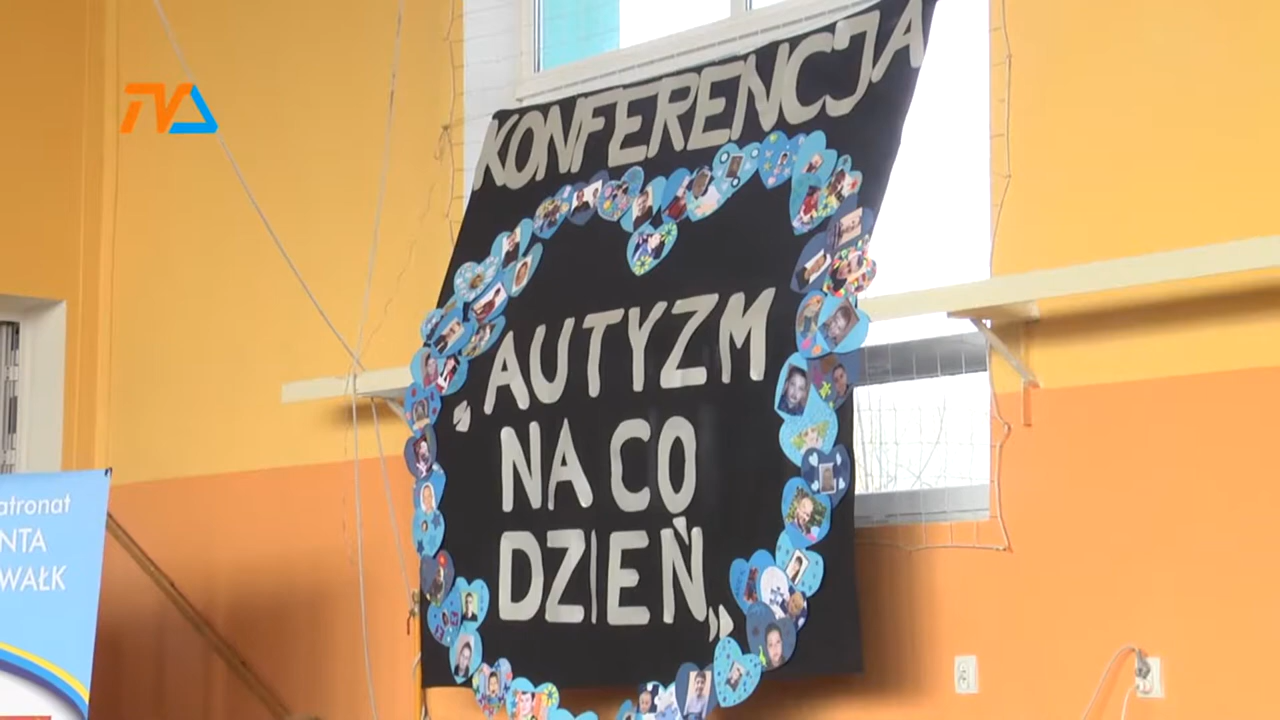 TVA
KONFERENCJA
„AUTYZM
NA CO
DZIEŃ„
atronat
NTA
WAŁK